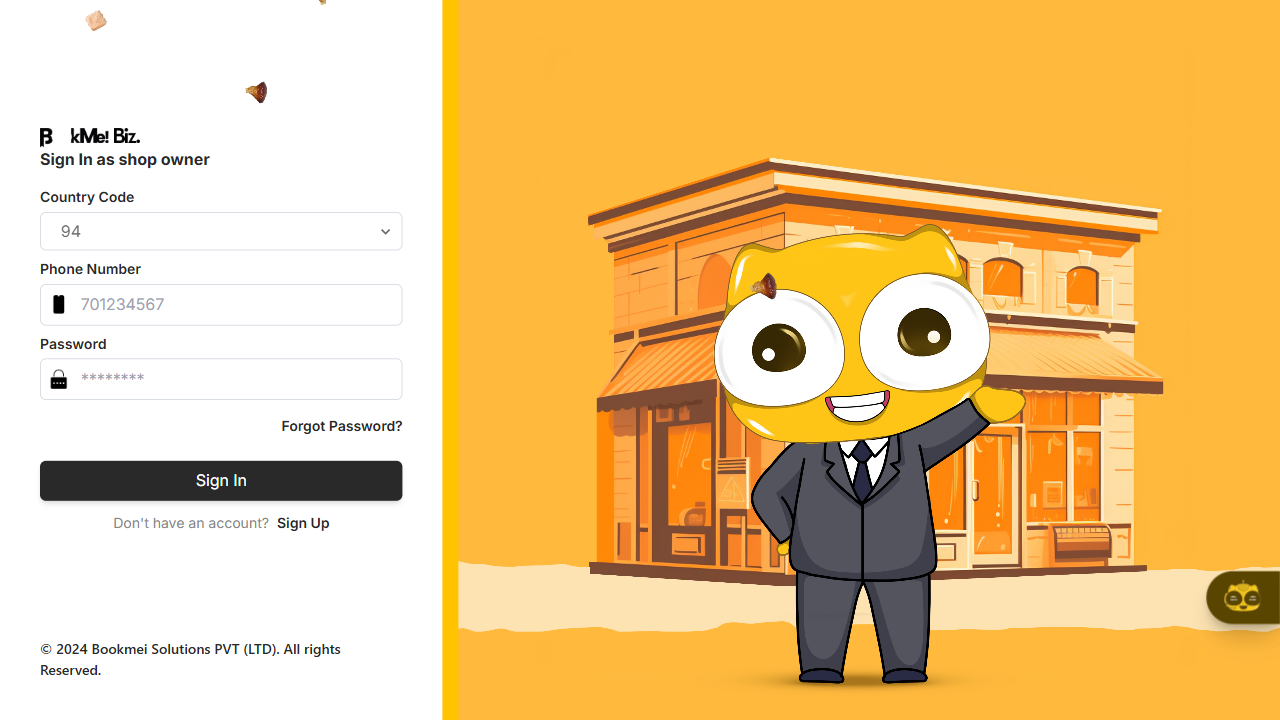 kMe! Biz.
Sign In as shop owner
Country Code
94
Phone Number
701234567
Password
********
Forgot Password?
Sign In
Don't have an account? Sign Up
© 2024 Bookmei Solutions PVT (LTD). All rights
Reserved.